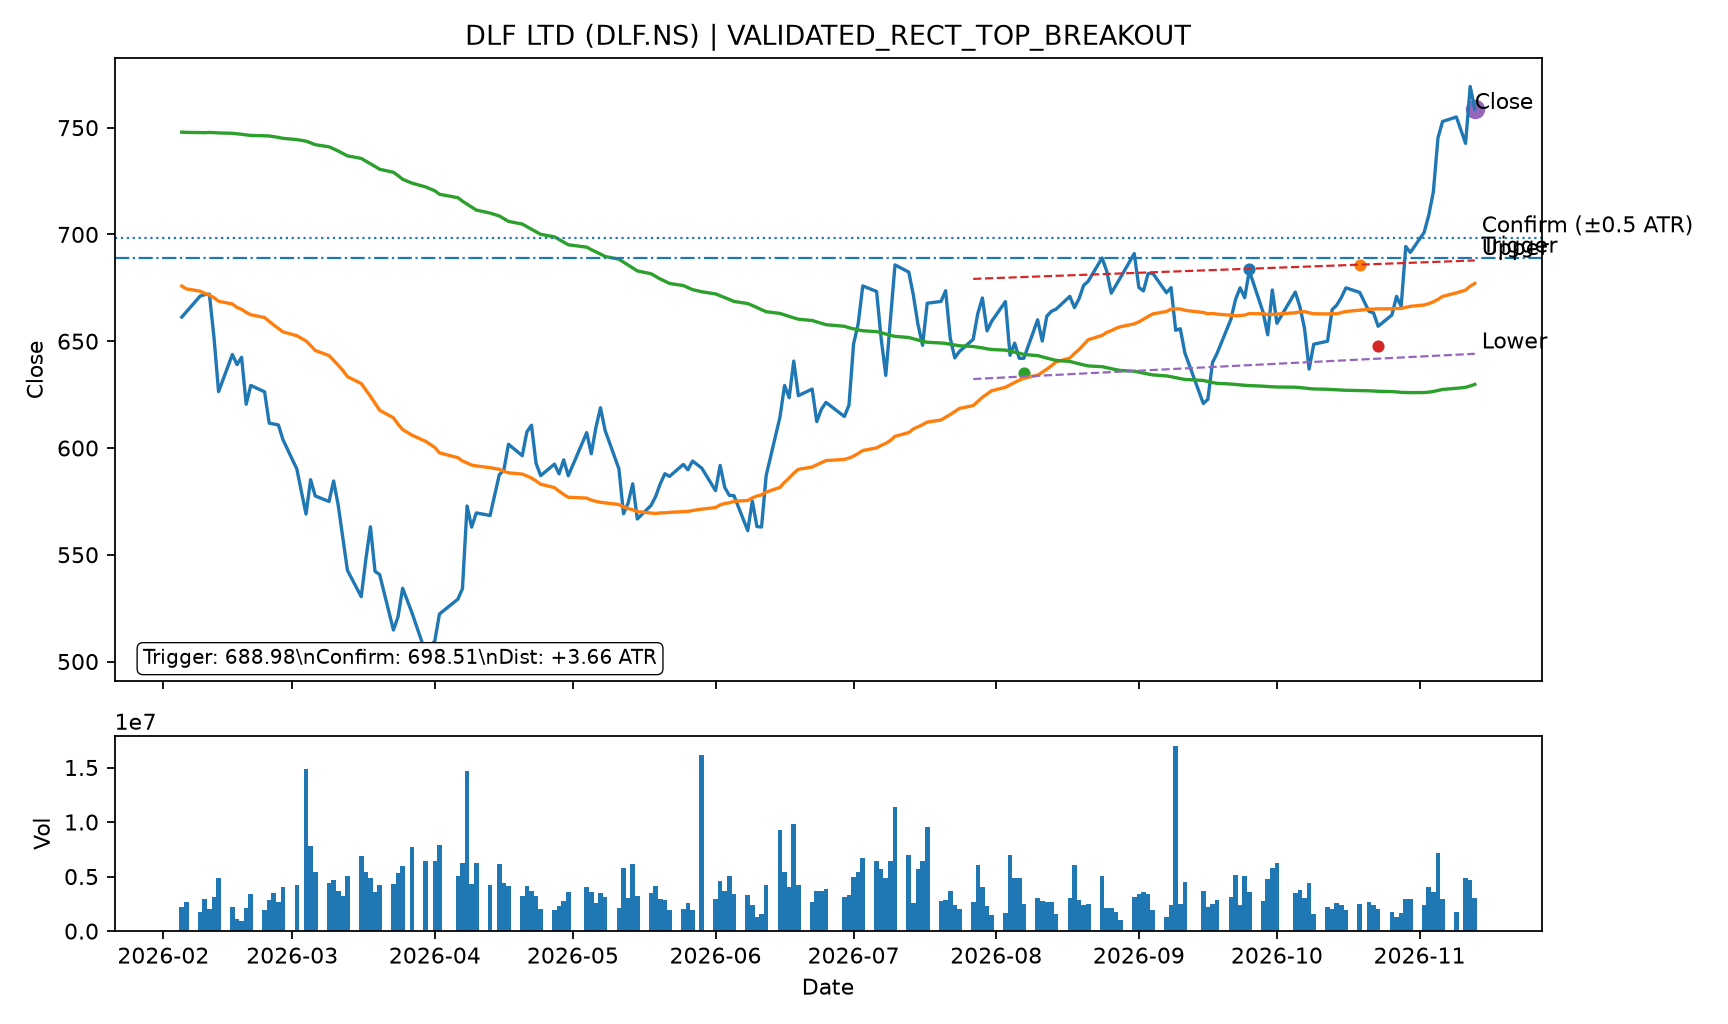 DLF LTD (DLF.NS) | VALIDATED_RECT_TOP_BREAKOUT
Close
750
700
650
600
550
500
Close
Confirm (±0.5 ATR)
Trigger
Upper
Lower
Trigger: 688.98\nConfirm: 698.51\nDist: +3.66 ATR
1e7
Vol
1.5
1.0
0.5
0.0
2026-02
2026-03
2026-04
2026-05
2026-06
2026-07
2026-08
2026-09
2026-10
2026-11
Date